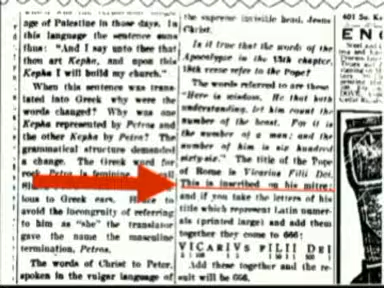 age of Palestine in those days. In
this language the sentence runs
thus: "And I say unto thee that
thou art Kepha, and upon this
Kepha I will build my church."
When this sentence was trans-
lated into Greek why were the
words changed? Why was one
Kepha represented by Petros and
the other Kepha by Petra? The
grammatical structure demanded
a change. The Greek word for
rock Petra is feminine.
ious to Greek ears. Hence to
avoid the incongruity of referring
to him as "she" the translator
gave the name the masculine
termination, Petros.
The words of Christ to Peter,
spoken in the vulgar language of
the supreme invisible head, Jesus
Christ.
Is it true that the words of the
Apocalypse in the 13th chapter,
18th verse refer to the Pope?
The words referred to are these
"Here is wisdom. He that hath
understanding, let him count the
number of the beast. For it is
the number of a man; and the
number of him is six hundred
sixty-six." The title of the Pope
of Rome is Vicarius Filii Dei.
This is inscribed on his mitre;
and if you take the letters of his
title which represent Latin numer-
als (printed large) and add them
together they come to 666:
VICARIUS FILII DEI
Add these together and the re-
sult will be 666.
601 So.
EN